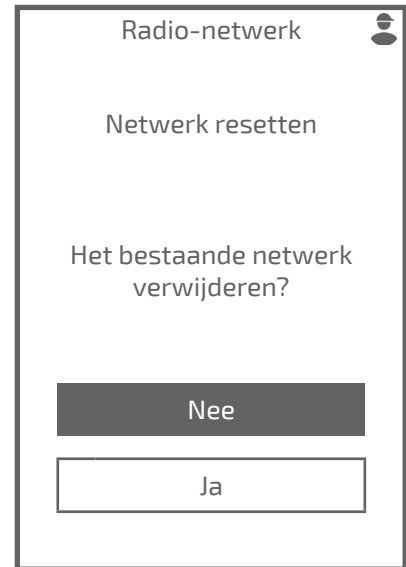 Radio-netwerk
Netwerk resetten
Het bestaande netwerk
verwijderen?
Nee
Ja